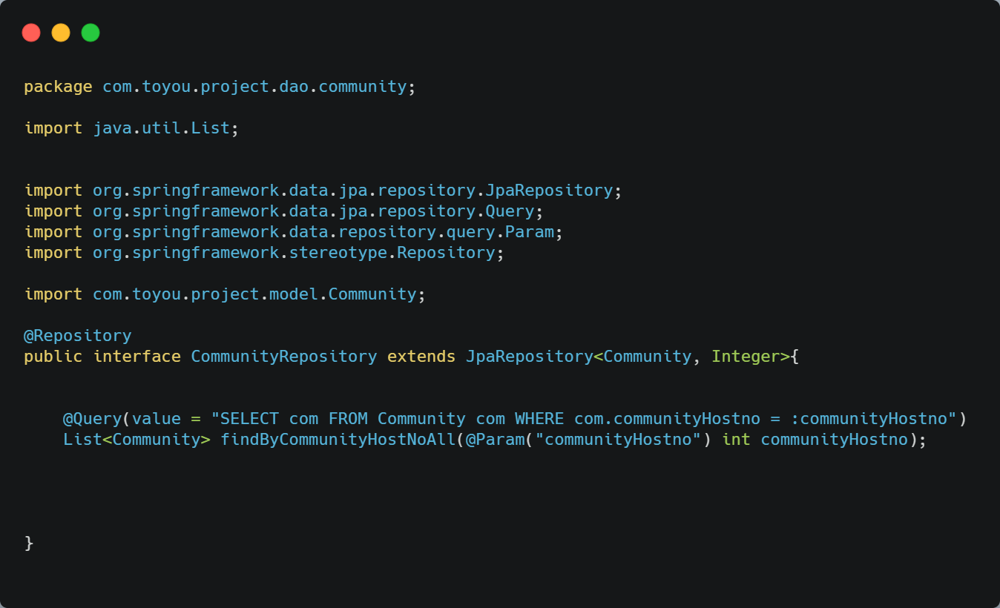 package com.toyou.project.dao.community;
import java.util.List;
import org.springframework.data.jpa.repository.JpaRepository;
import org.springframework.data.jpa.repository.Query;
import org.springframework.data.repository.query.Param;
import org.springframework.stereotype.Repository;
import com.toyou.project.model.Community;
@Repository
public interface CommunityRepository extends JpaRepository<Community, Integer>{
@Query(value = "SELECT com FROM Community com WHERE com.communityHostno = :communityHostno")
List<Community> findByCommunityHostNoAll(@Param("communityHostno") int communityHostno);
}